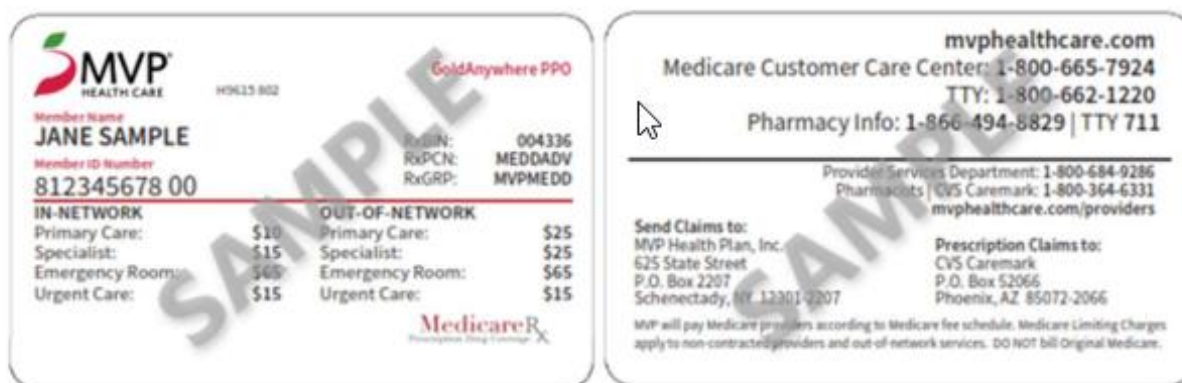 MVP
HEALTH CARE
H9615 802
GoldAnywhere PPO
Member Name
JANE SAMPLE
Member ID Number
812345678 00
RxBIN: 004336
RxPCN: MEDDADV
RxGRP: MVPMEDD
IN-NETWORK
Primary Care: $10
Specialist: $15
Emergency Room: $65
Urgent Care: $15
OUT-OF-NETWORK
Primary Care: $25
Specialist: $25
Emergency Room: $65
Urgent Care: $15
MedicareRx
Prescription Drug Coverage
SAMPLE
mvphealthcare.com
Medicare Customer Care Center: 1-800-665-7924
TTY: 1-800-662-1220
Pharmacy Info: 1-866-494-8829 | TTY 711
Provider Services Department: 1-800-684-9286
Pharmacists | CVS Caremark: 1-800-364-6331
mvphealthcare.com/providers
Send Claims to:
MVP Health Plan, Inc.
625 State Street
P.O. Box 2207
Schenectady, NY 12301-2207
Prescription Claims to:
CVS Caremark
P.O. Box 52066
Phoenix, AZ 85072-2066
MVP will pay Medicare providers according to Medicare fee schedule. Medicare Limiting Charges
apply to non-contracted providers and out-of-network services. DO NOT bill Original Medicare.
SAMPLE